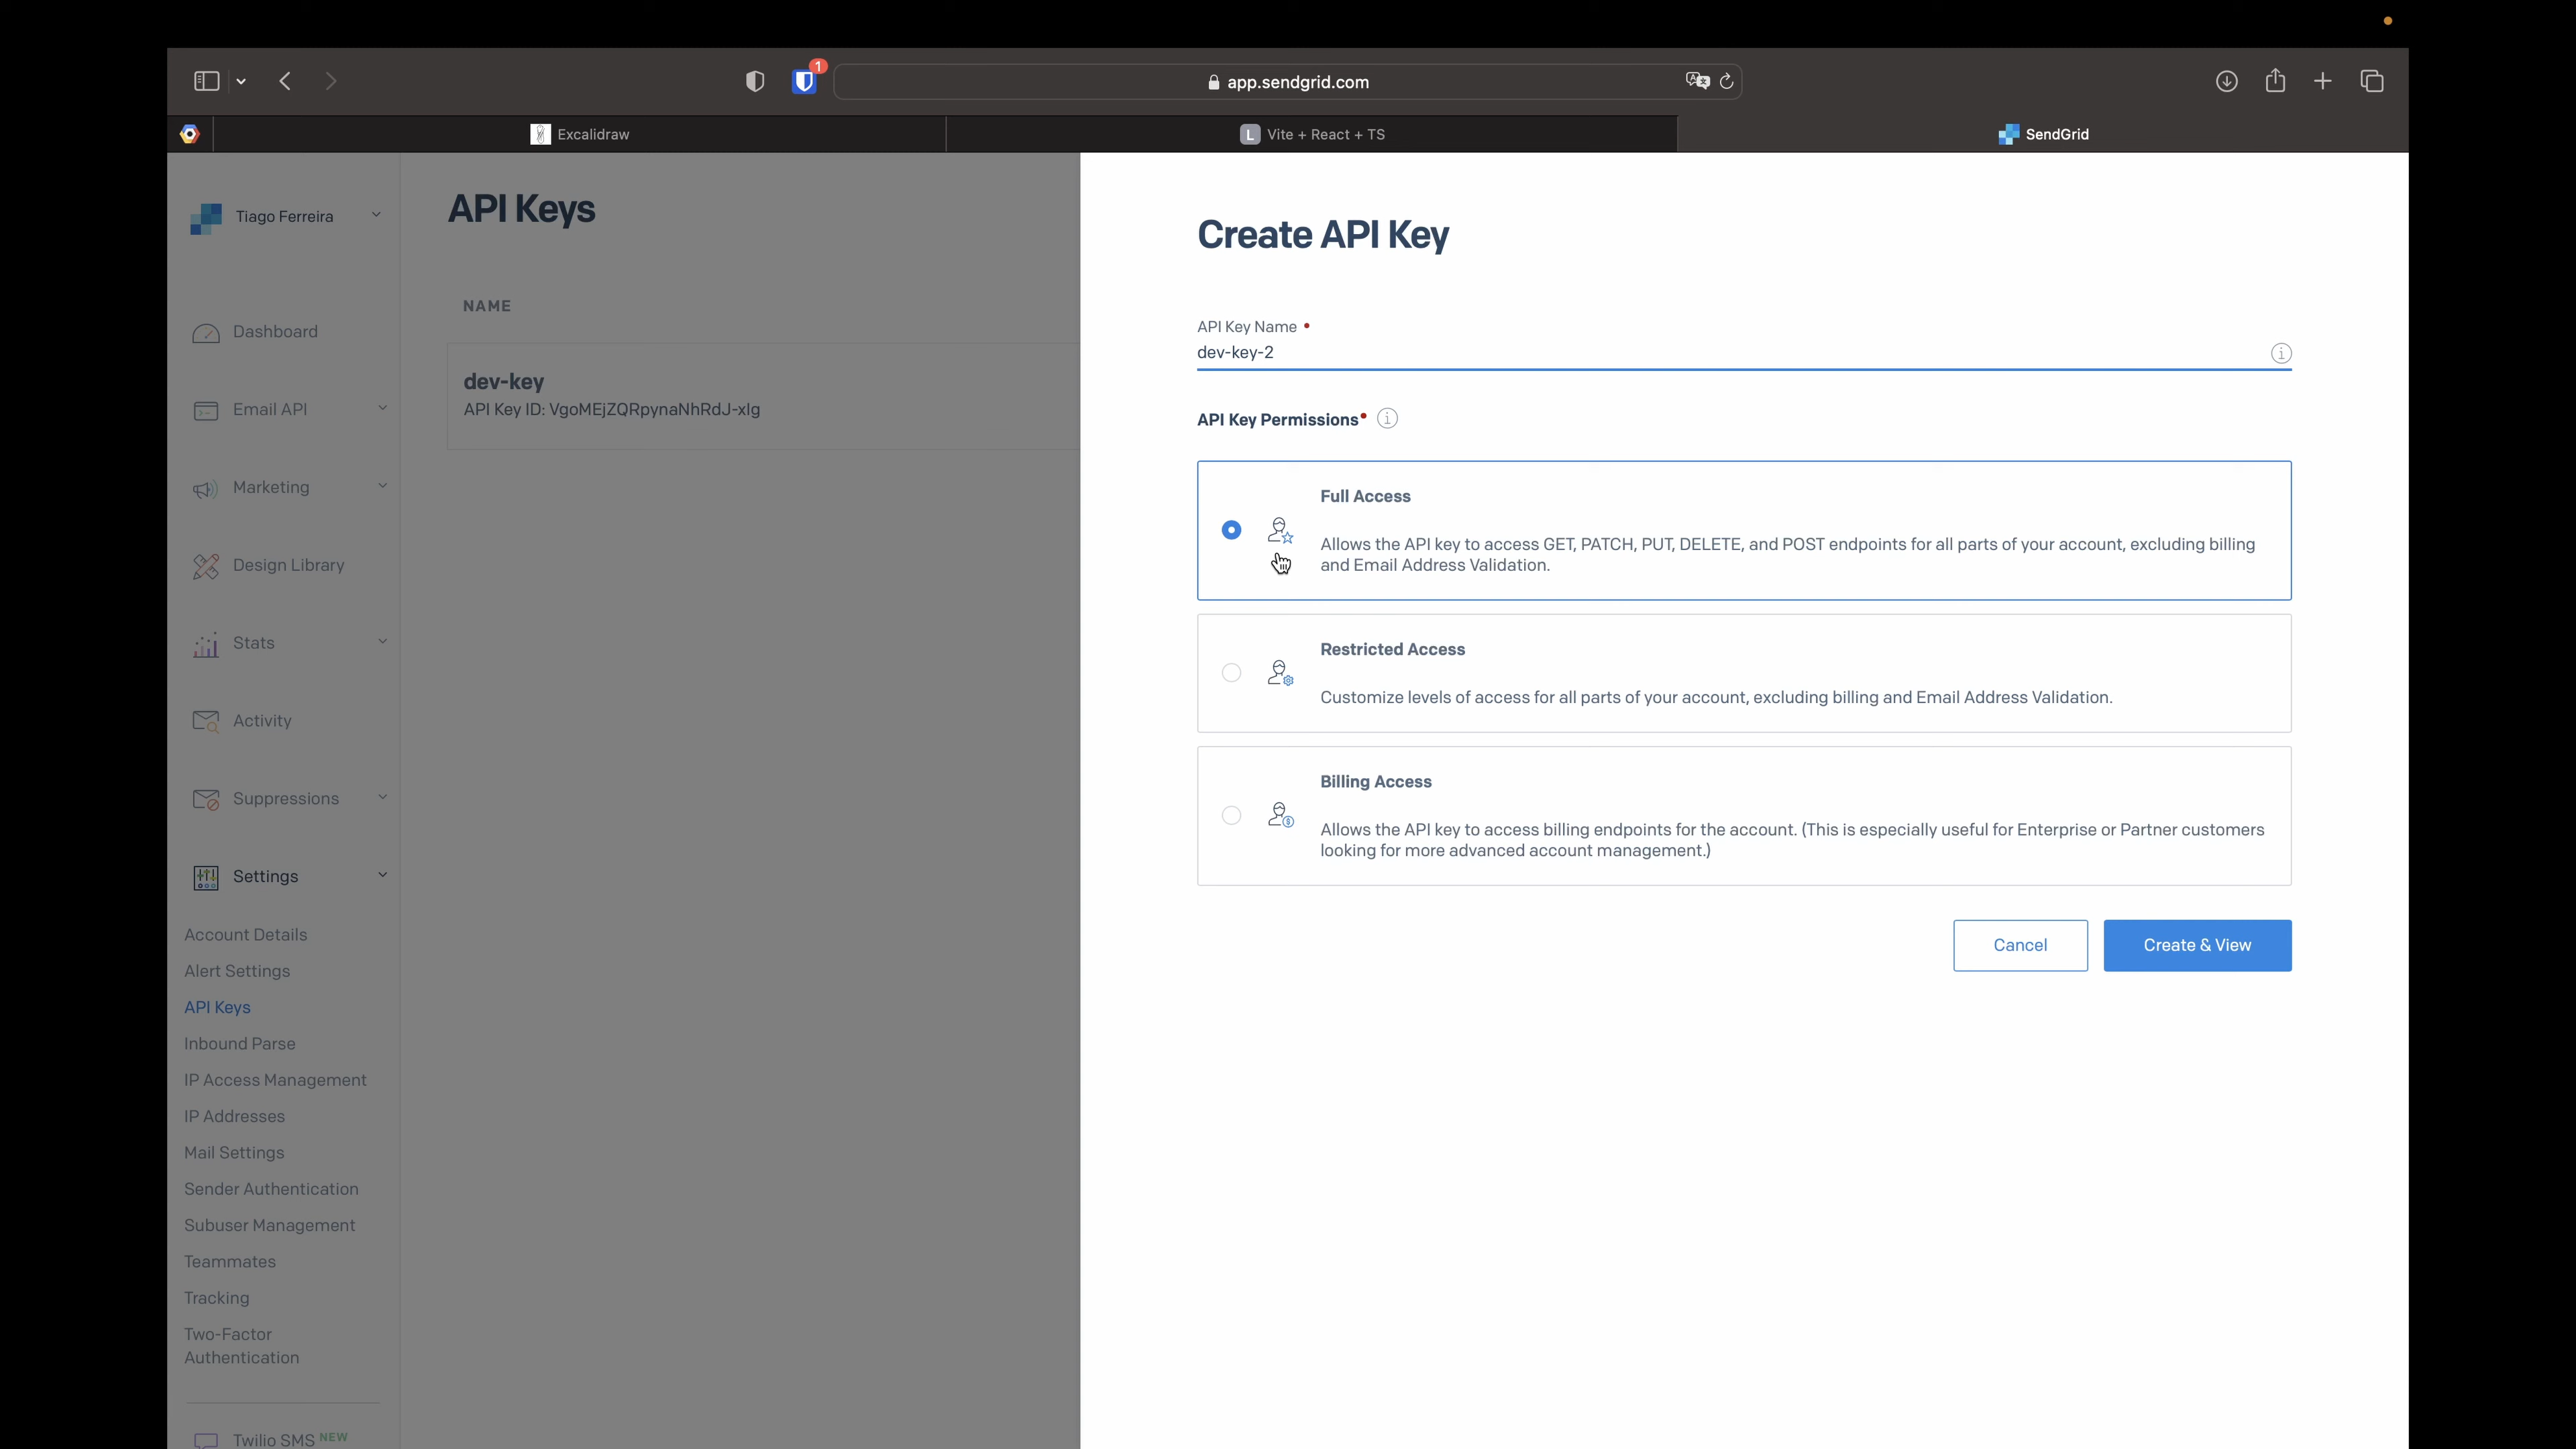 1
app.sendgrid.com
Excalidraw
L Vite + React + TS
SendGrid
Tiago Ferreira
Dashboard
Email API
Marketing
Design Library
Stats
Activity
Suppressions
Settings
Account Details
Alert Settings
API Keys
Inbound Parse
IP Access Management
IP Addresses
Mail Settings
Sender Authentication
Subuser Management
Teammates
Tracking
Two-Factor
Authentication
Twilio SMS NEW
API Keys
NAME
dev-key
API Key ID: VgoMEjZQRpynaNhRdJ-xIg
Create API Key
API Key Name
dev-key-2
API Key Permissions
Full Access
Allows the API key to access GET, PATCH, PUT, DELETE, and POST endpoints for all parts of your account, excluding billing
and Email Address Validation.
Restricted Access
Customize levels of access for all parts of your account, excluding billing and Email Address Validation.
Billing Access
Allows the API key to access billing endpoints for the account. (This is especially useful for Enterprise or Partner customers
looking for more advanced account management.)
Cancel
Create & View